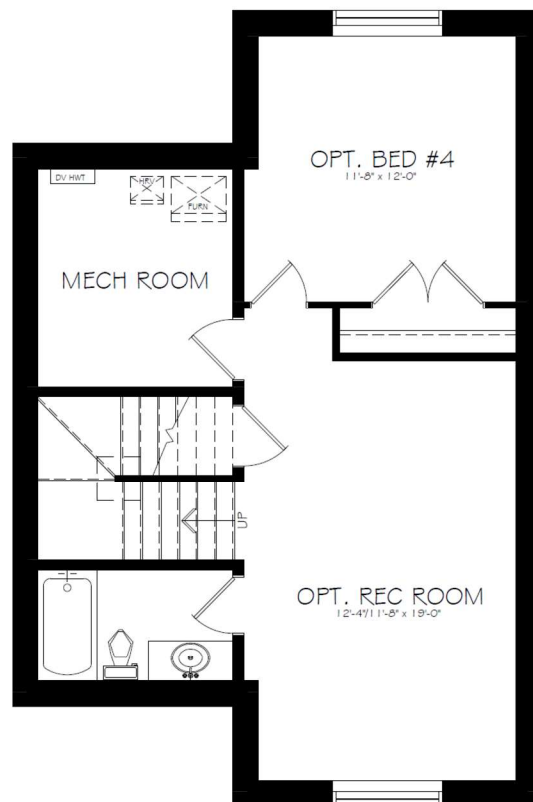 OPT. BED #4
11'-8" x 12'-0"
DV HWT
HRV
FURN
MECH ROOM
UP
OPT. REC ROOM
12'-4"/11'-8" x 19'-0"